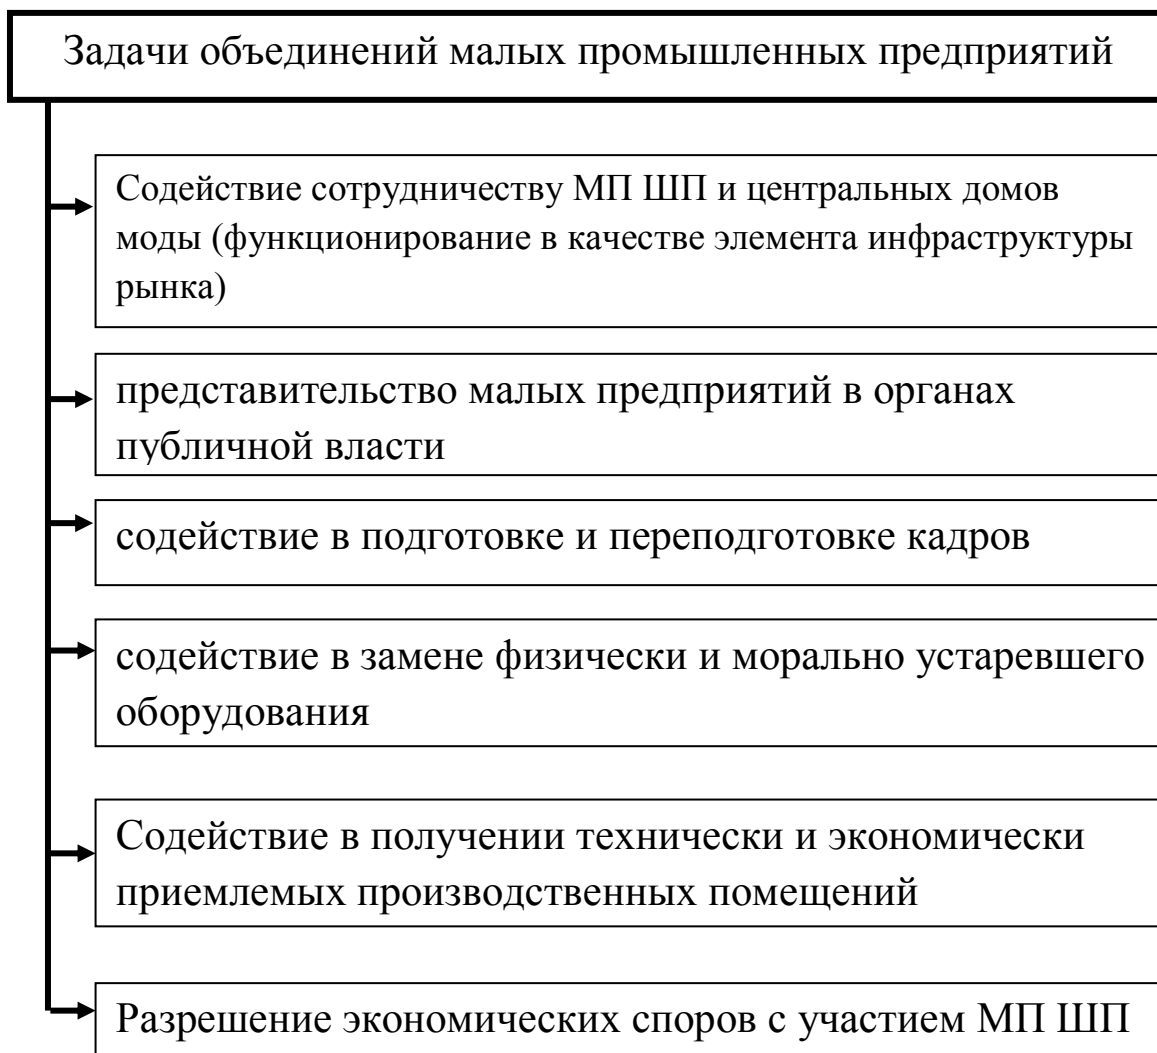 Задачи объединений малых промышленных предприятий
Содействие сотрудничеству МП ШП и центральных домов
моды (функционирование в качестве элемента инфраструктуры
рынка)
представительство малых предприятий в органах
публичной власти
содействие в подготовке и переподготовке кадров
содействие в замене физически и морально устаревшего
оборудования
Содействие в получении технически и экономически
приемлемых производственных помещений
Разрешение экономических споров с участием МП ШП